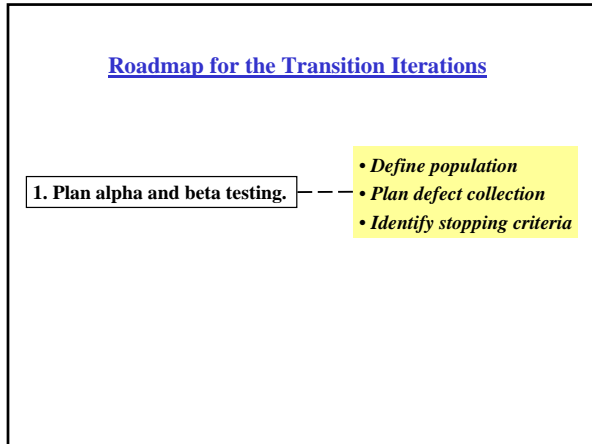 Roadmap for the Transition Iterations
1. Plan alpha and beta testing.
• Define population
• Plan defect collection
• Identify stopping criteria